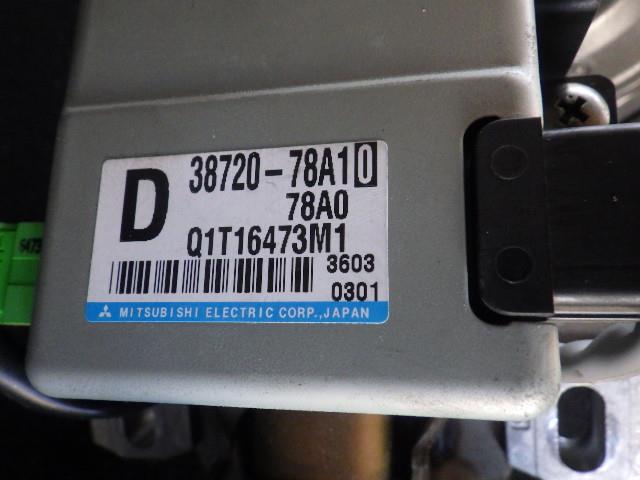 D 38720-78A10
78A0
Q1T16473M1
3603
0301
MITSUBISHI ELECTRIC CORP.,JAPAN